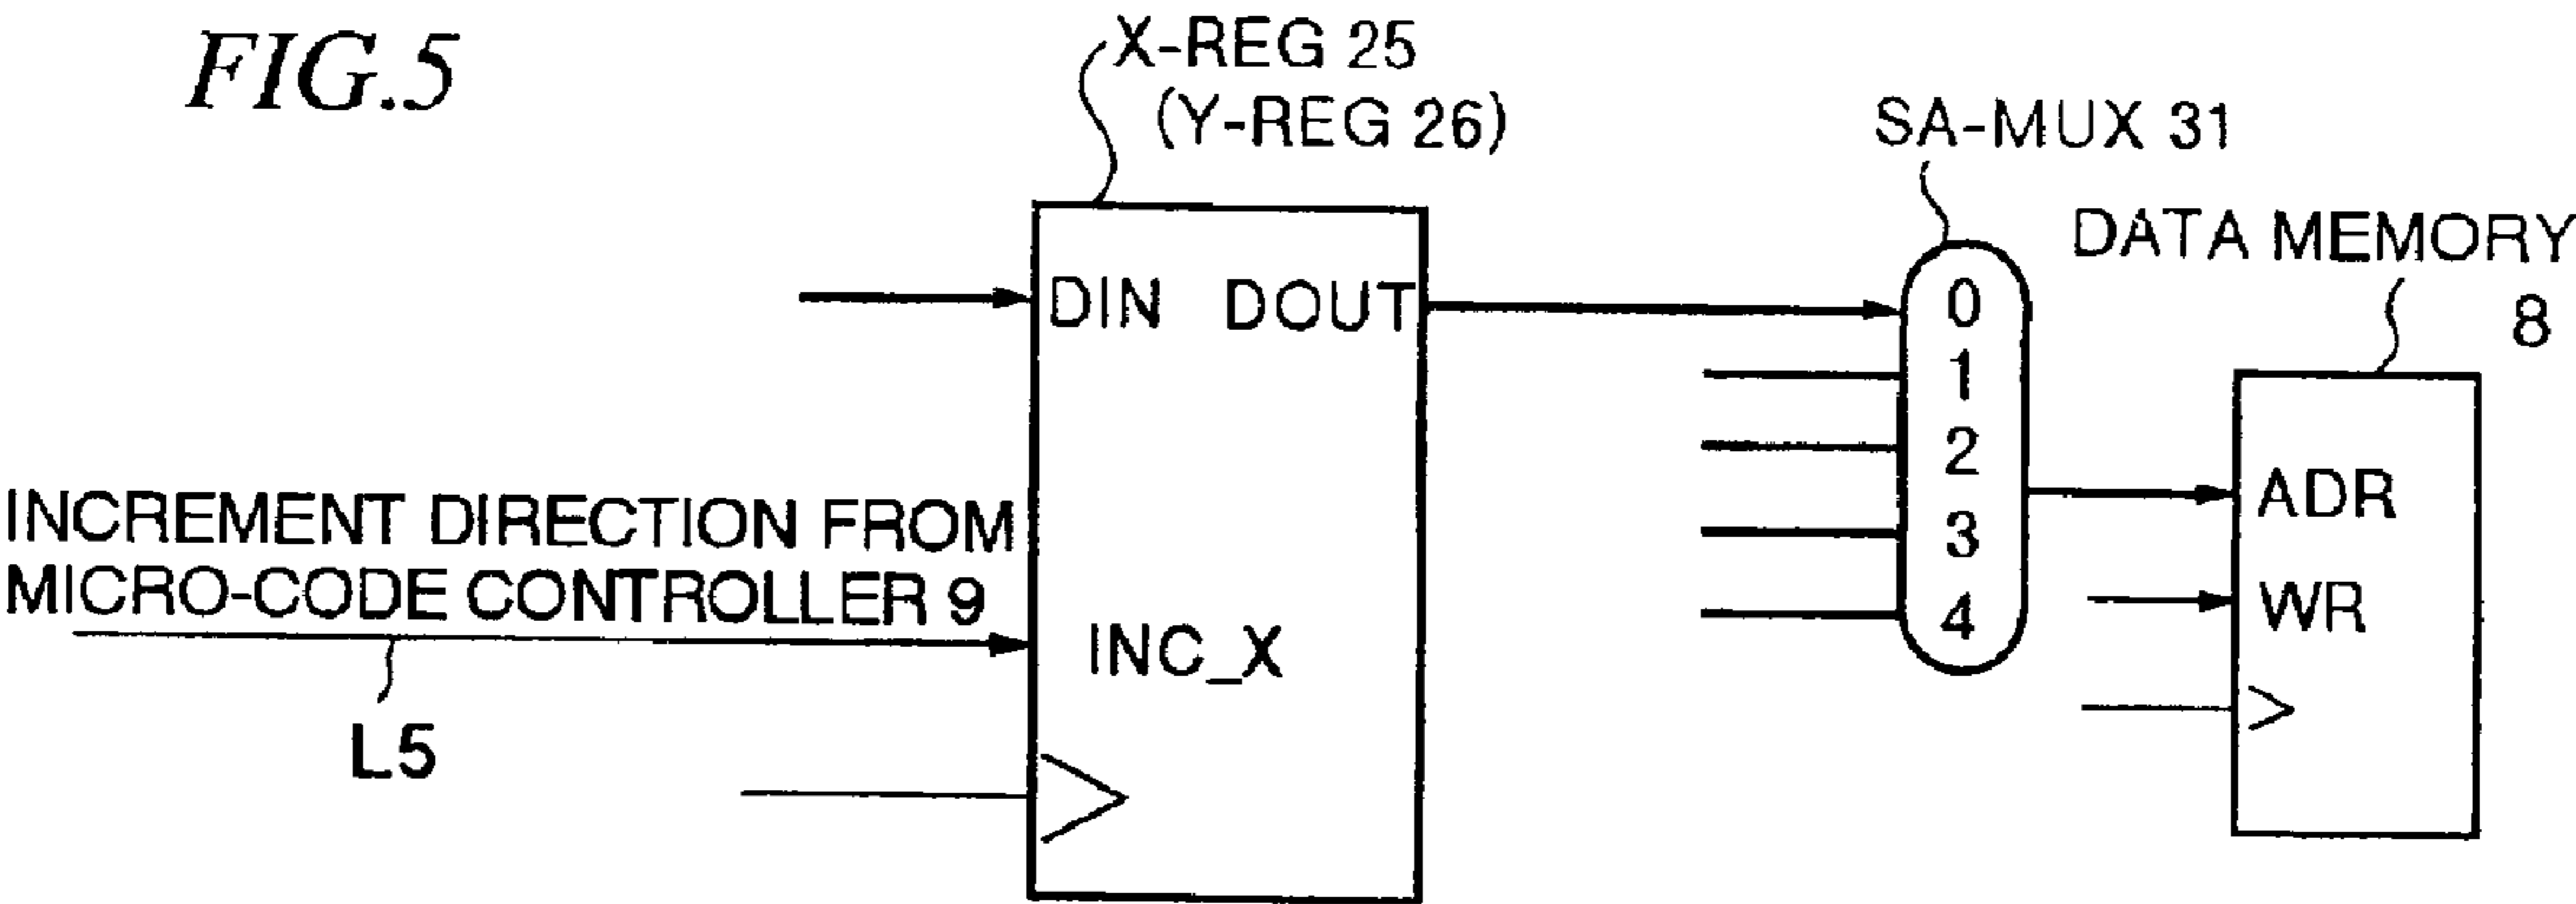 FIG.5
X-REG 25
(Y-REG 26)
SA-MUX 31
DATA MEMORY
8
DIN DOUT
0
1
2
3
4
ADR
WR
INCREMENT DIRECTION FROM
MICRO-CODE CONTROLLER 9
INC_X
L5